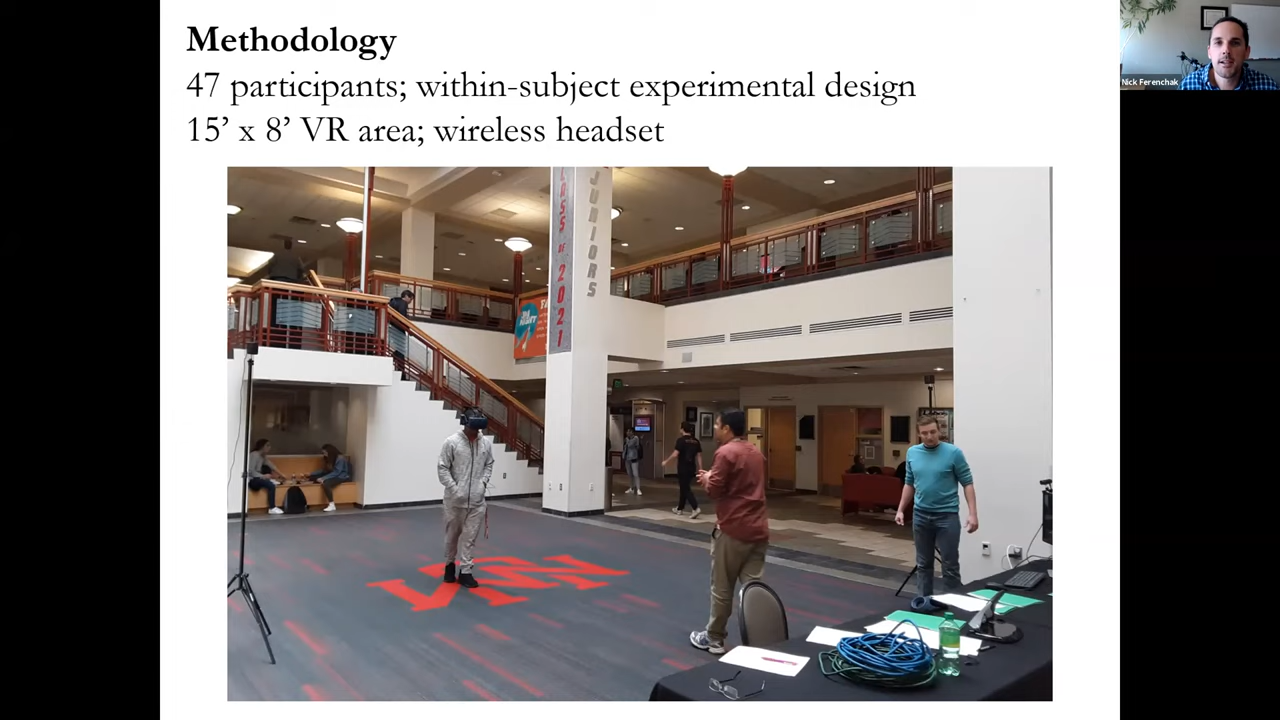 Methodology
47 participants; within-subject experimental design
15’ x 8’ VR area; wireless headset
Nick Ferenchak
CLASS OF 2021
JUNIORS